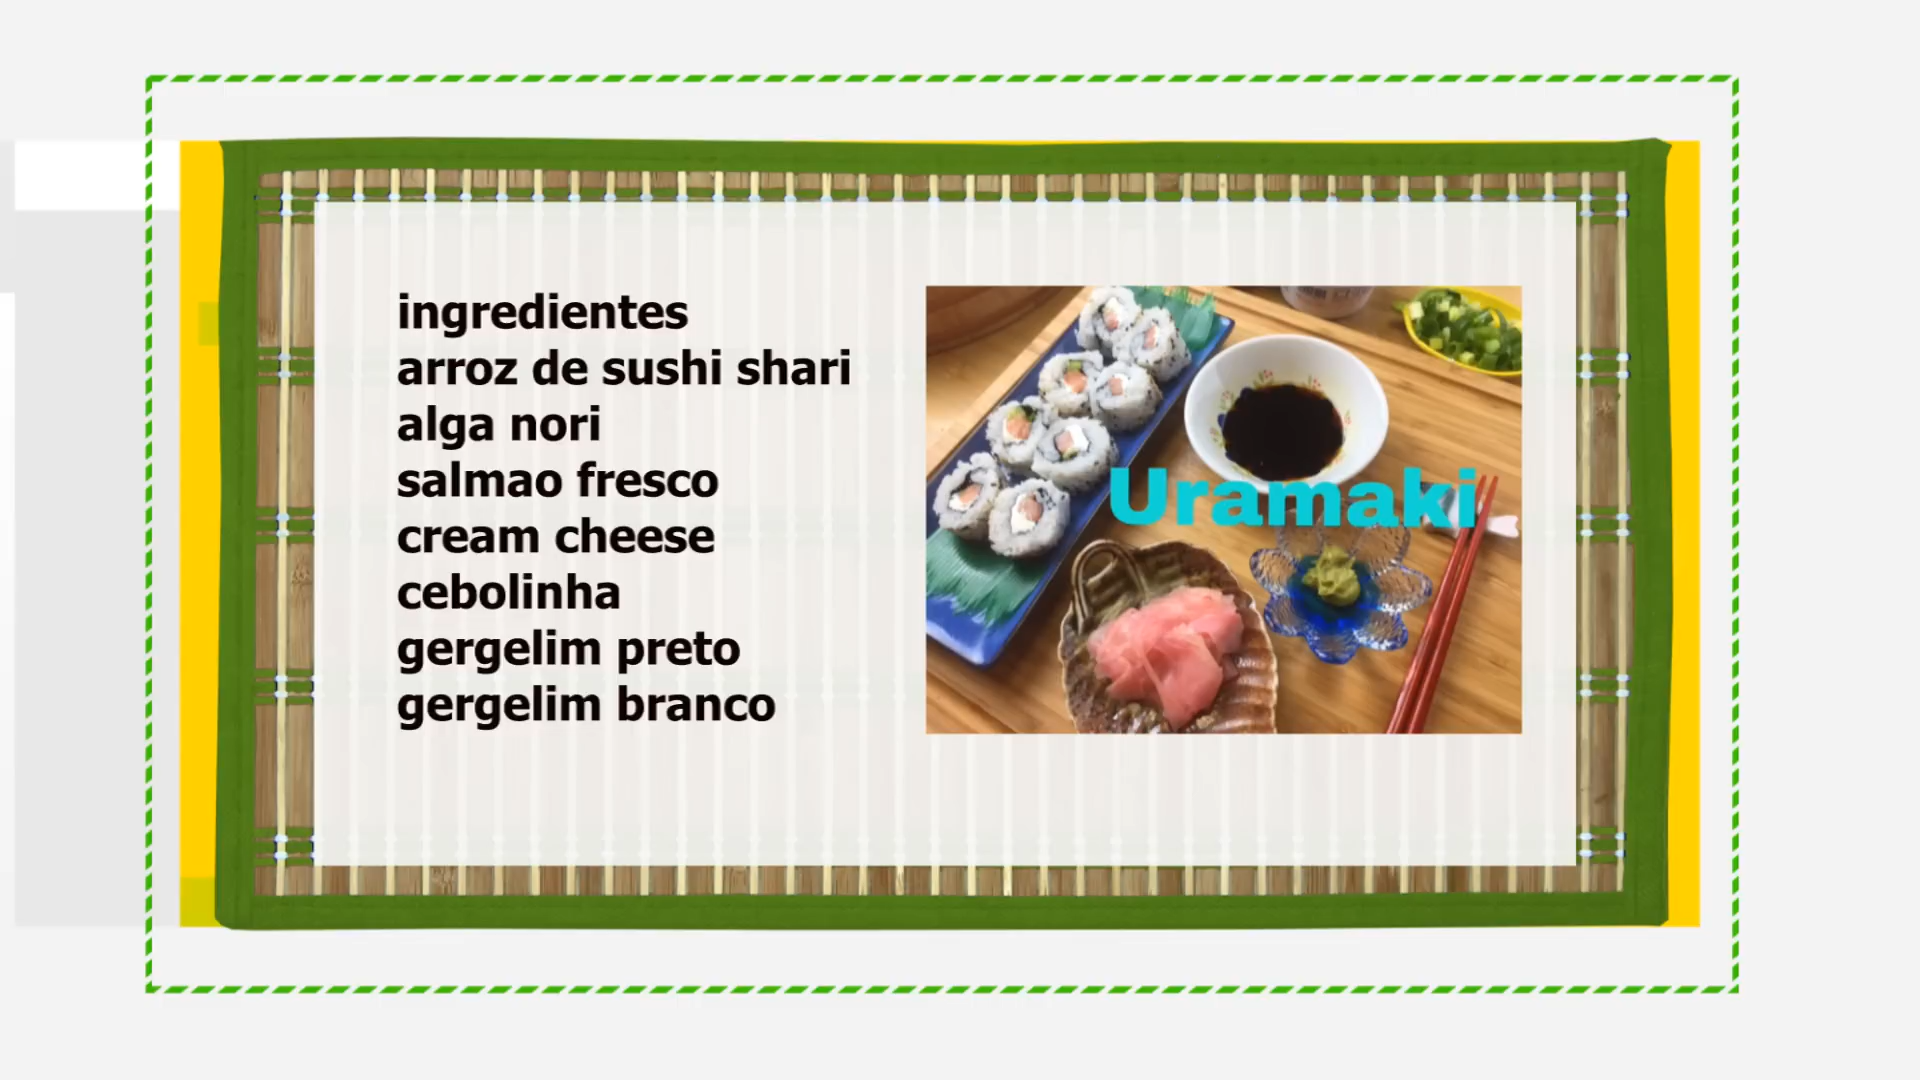 ingredientes
arroz de sushi shari
alga nori
salmao fresco
cream cheese
cebolinha
gergelim preto
gergelim branco
Uramaki